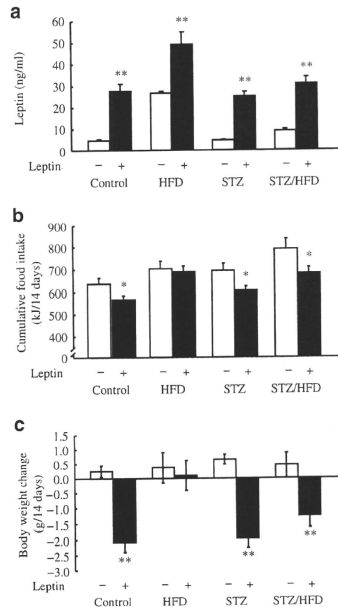 a
Leptin (ng/ml)
60
50
40
30
20
10
0
** ** ** **
Leptin − + − + − + − +
Control HFD STZ STZ/HFD
b
Cumulative food intake
(kJ/14 days)
900
800
700
600
500
400
0
* * *
Leptin − + − + − + − +
Control HFD STZ STZ/HFD
c
Body weight change
(g/14 days)
1.5
1.0
0.5
0.0
−0.5
−1.0
−1.5
−2.0
−2.5
−3.0
** ** **
Leptin − + − + − + − +
Control HFD STZ STZ/HFD